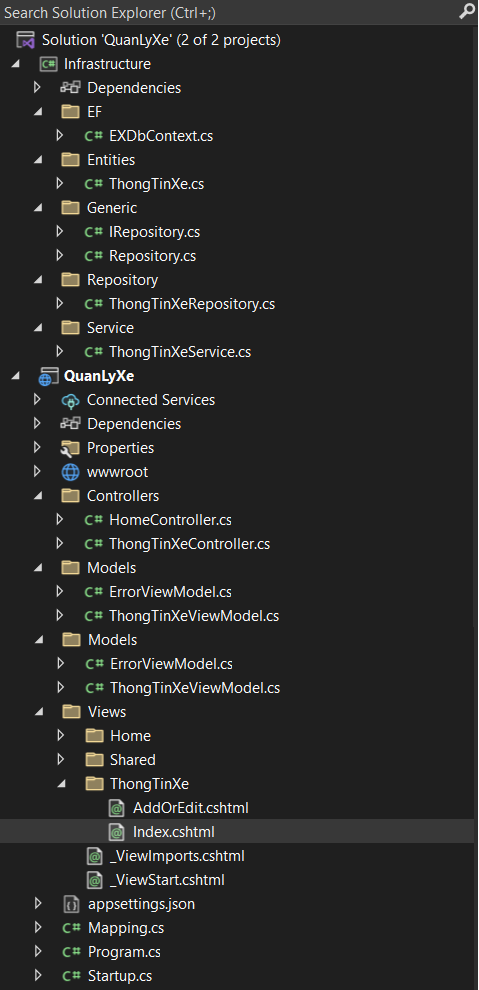 Search Solution Explorer (Ctrl+;)
Solution 'QuanLyXe' (2 of 2 projects)
Infrastructure
Dependencies
EF
EXDbContext.cs
Entities
ThongTinXe.cs
Generic
IRepository.cs
Repository.cs
Repository
ThongTinXeRepository.cs
Service
ThongTinXeService.cs
QuanLyXe
Connected Services
Dependencies
Properties
wwwroot
Controllers
HomeController.cs
ThongTinXeController.cs
Models
ErrorViewModel.cs
ThongTinXeViewModel.cs
Models
ErrorViewModel.cs
ThongTinXeViewModel.cs
Views
Home
Shared
ThongTinXe
AddOrEdit.cshtml
Index.cshtml
_ViewImports.cshtml
_ViewStart.cshtml
appsettings.json
Mapping.cs
Program.cs
Startup.cs